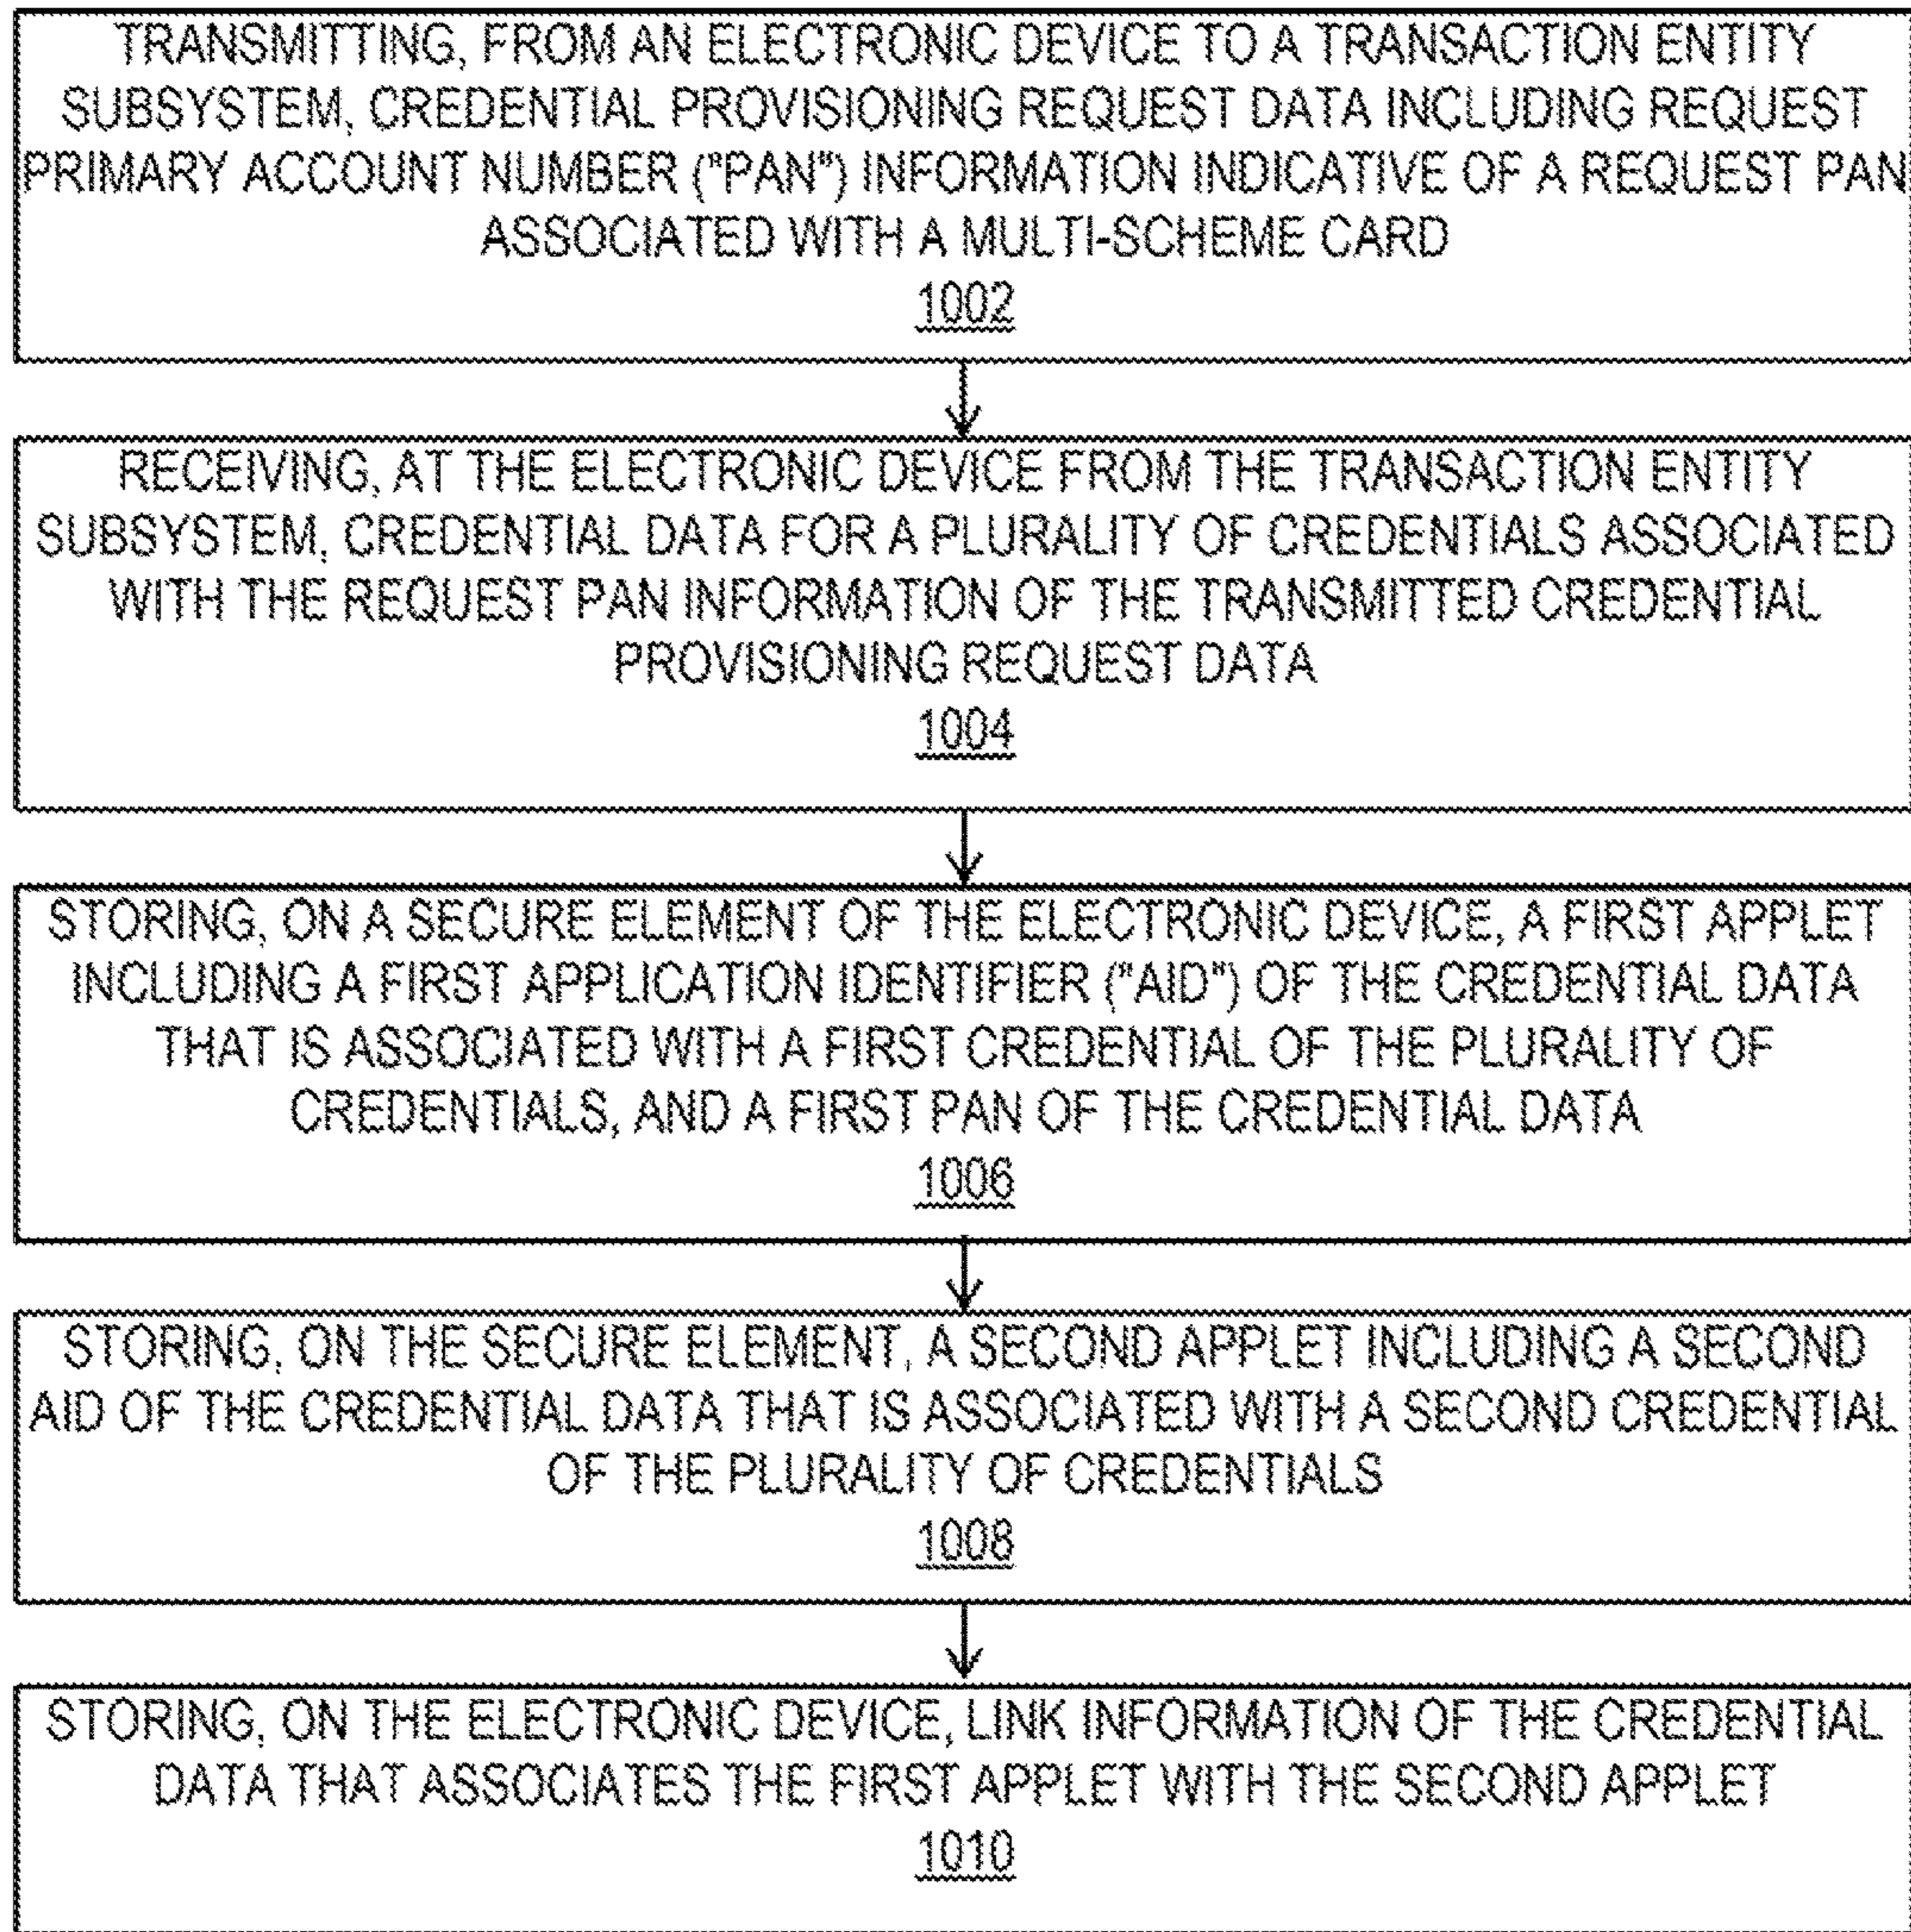 TRANSMITTING, FROM AN ELECTRONIC DEVICE TO A TRANSACTION ENTITY
SUBSYSTEM, CREDENTIAL PROVISIONING REQUEST DATA INCLUDING REQUEST
PRIMARY ACCOUNT NUMBER ("PAN") INFORMATION INDICATIVE OF A REQUEST PAN
ASSOCIATED WITH A MULTI-SCHEME CARD
1002
RECEIVING, AT THE ELECTRONIC DEVICE FROM THE TRANSACTION ENTITY
SUBSYSTEM, CREDENTIAL DATA FOR A PLURALITY OF CREDENTIALS ASSOCIATED
WITH THE REQUEST PAN INFORMATION OF THE TRANSMITTED CREDENTIAL
PROVISIONING REQUEST DATA
1004
STORING, ON A SECURE ELEMENT OF THE ELECTRONIC DEVICE, A FIRST APPLET
INCLUDING A FIRST APPLICATION IDENTIFIER ("AID") OF THE CREDENTIAL DATA
THAT IS ASSOCIATED WITH A FIRST CREDENTIAL OF THE PLURALITY OF
CREDENTIALS, AND A FIRST PAN OF THE CREDENTIAL DATA
1006
STORING, ON THE SECURE ELEMENT, A SECOND APPLET INCLUDING A SECOND
AID OF THE CREDENTIAL DATA THAT IS ASSOCIATED WITH A SECOND CREDENTIAL
OF THE PLURALITY OF CREDENTIALS
1008
STORING, ON THE ELECTRONIC DEVICE, LINK INFORMATION OF THE CREDENTIAL
DATA THAT ASSOCIATES THE FIRST APPLET WITH THE SECOND APPLET
1010